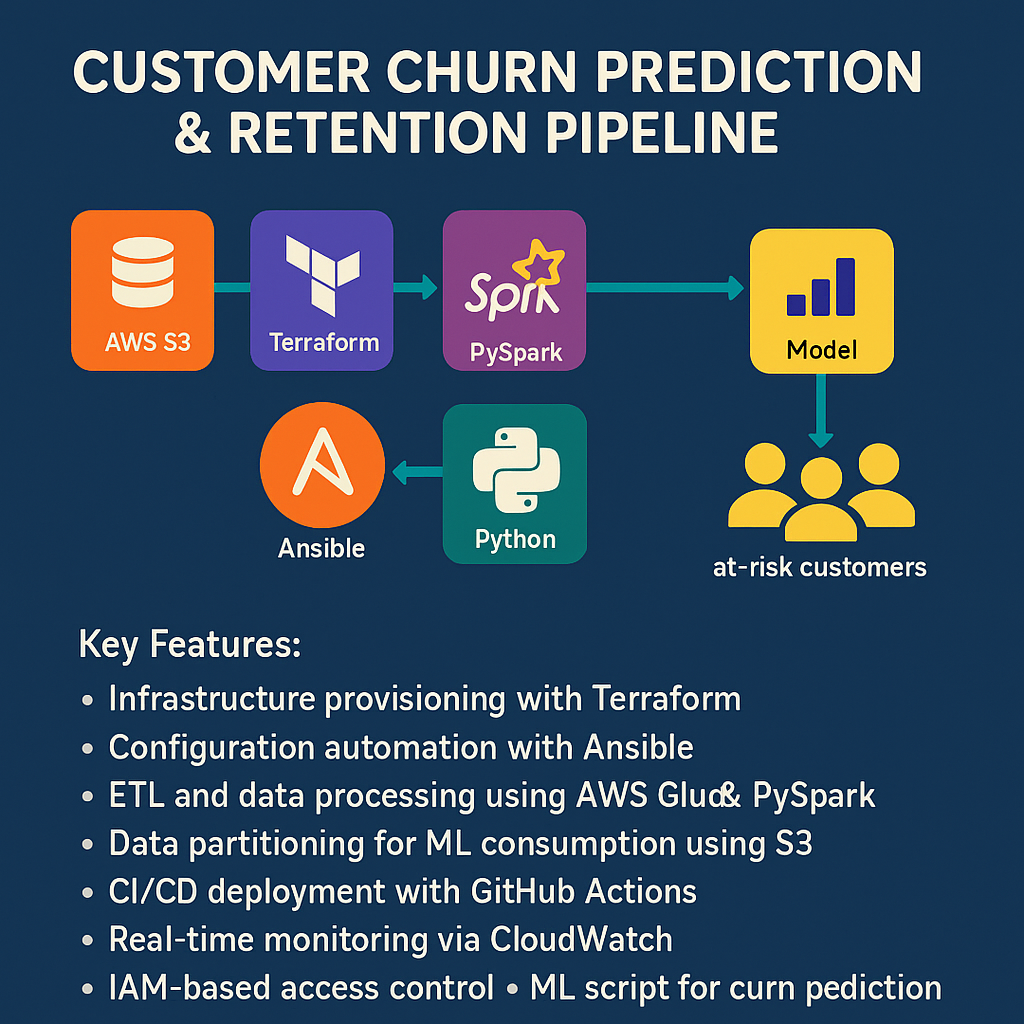 CUSTOMER CHURN PREDICTION
& RETENTION PIPELINE
AWS S3
Terraform
Sprk
PySpark
Model
Ansible
Python
at-risk customers
Key Features:
• Infrastructure provisioning with Terraform
• Configuration automation with Ansible
• ETL and data processing using AWS Glud& PySpark
• Data partitioning for ML consumption using S3
• CI/CD deployment with GitHub Actions
• Real-time monitoring via CloudWatch
• IAM-based access control • ML script for curn pediction